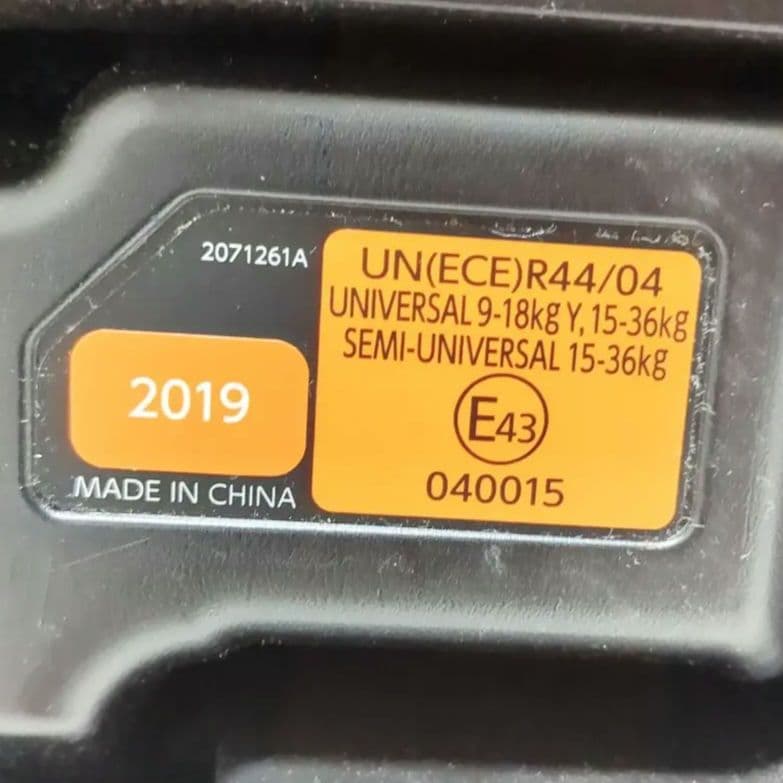 2071261A
2019
MADE IN CHINA
UN(ECE)R44/04
UNIVERSAL 9-18kg Y, 15-36kg
SEMI-UNIVERSAL 15-36kg
E43
040015